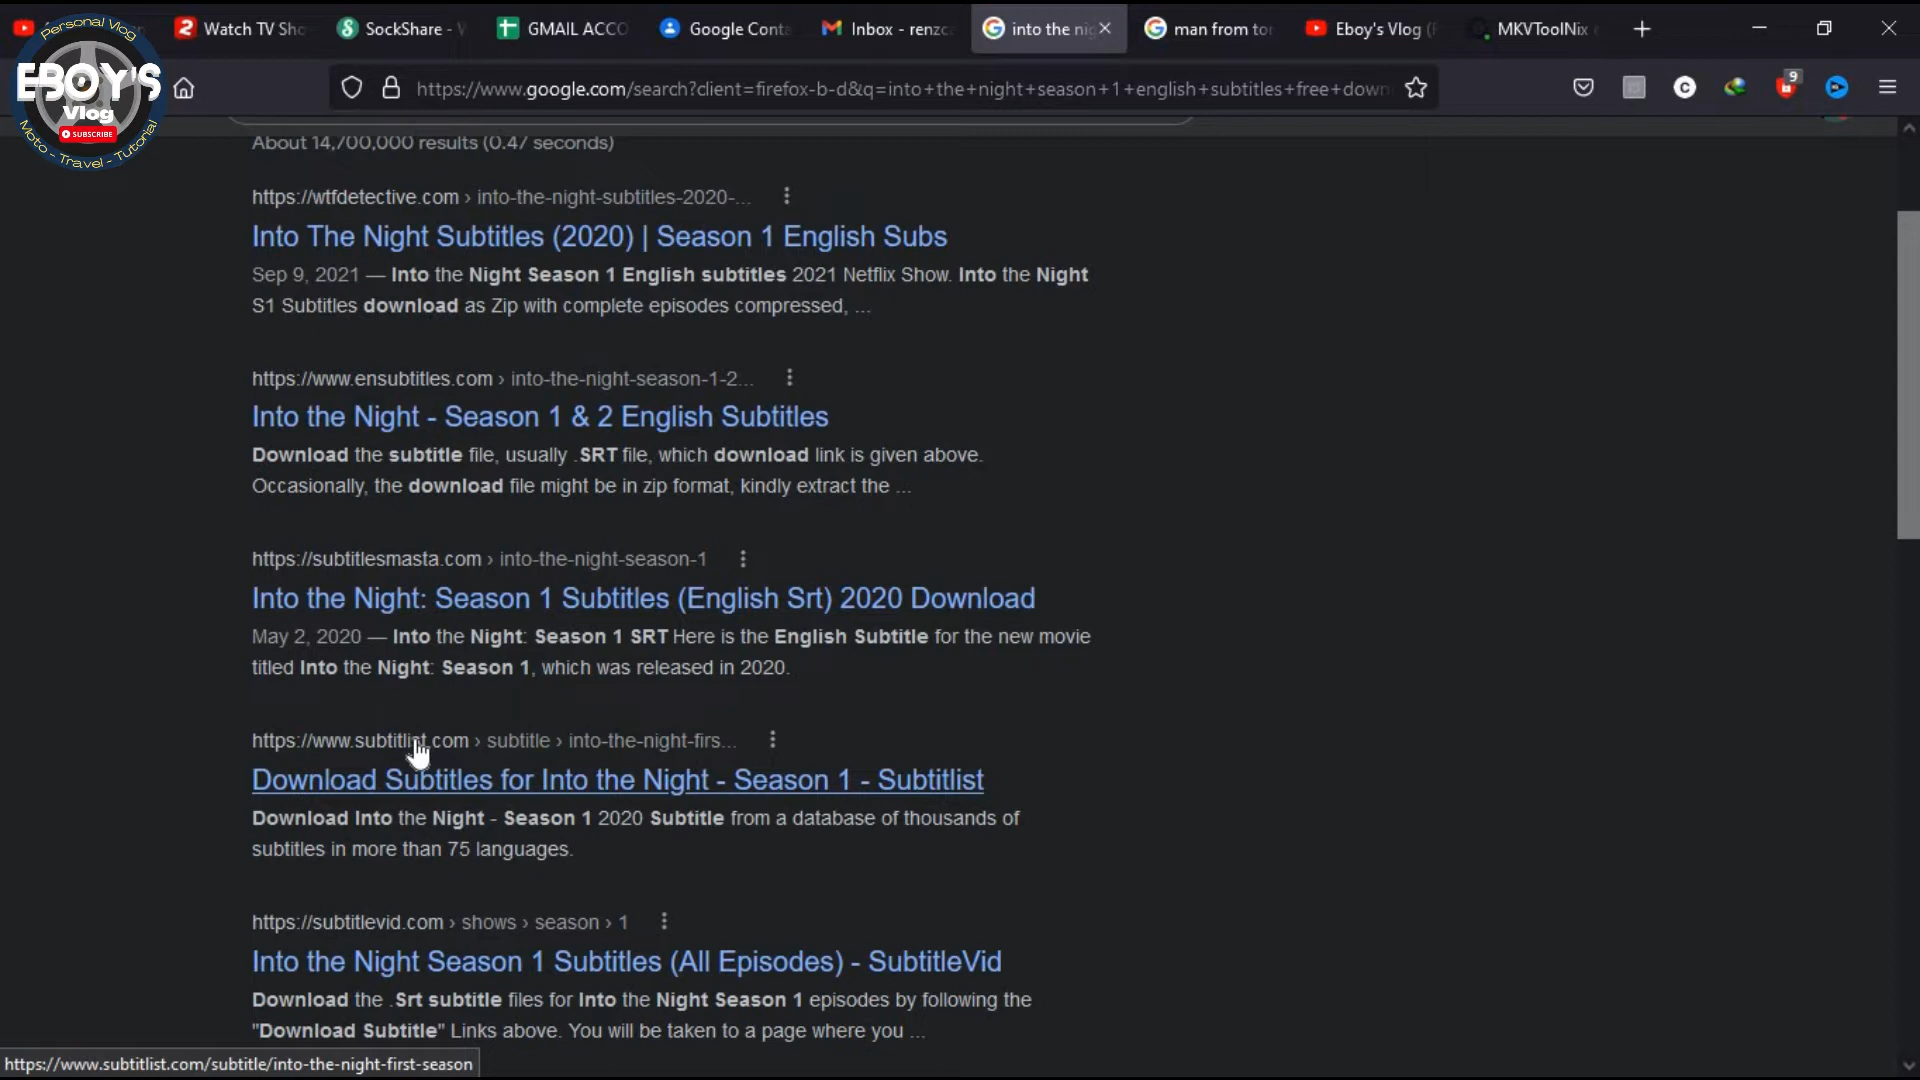 Watch TV Sho
SockShare - W
GMAIL ACCO
Google Conta
Inbox - renzc
into the nig
man from tor
Eboy's Vlog (
MKVToolNix
Personal Vlog
EBOY'S
Vlog
SUBSCRIBE
Moto - Travel - Tutorial
https://www.google.com/search?client=firefox-b-d&q=into+the+night+season+1+english+subtitles+free+down
9
About 14,700,000 results (0.47 seconds)
https://wtfdetective.com › into-the-night-subtitles-2020-...
Into The Night Subtitles (2020) | Season 1 English Subs
Sep 9, 2021 — Into the Night Season 1 English subtitles 2021 Netflix Show. Into the Night
S1 Subtitles download as Zip with complete episodes compressed, ...
https://www.ensubtitles.com › into-the-night-season-1-2...
Into the Night - Season 1 & 2 English Subtitles
Download the subtitle file, usually .SRT file, which download link is given above.
Occasionally, the download file might be in zip format, kindly extract the ...
https://subtitlesmasta.com › into-the-night-season-1
Into the Night: Season 1 Subtitles (English Srt) 2020 Download
May 2, 2020 — Into the Night: Season 1 SRT Here is the English Subtitle for the new movie
titled Into the Night: Season 1, which was released in 2020.
https://www.subtitlist.com › subtitle › into-the-night-firs...
Download Subtitles for Into the Night - Season 1 - Subtitlist
Download Into the Night - Season 1 2020 Subtitle from a database of thousands of
subtitles in more than 75 languages.
https://subtitlevid.com › shows › season › 1
Into the Night Season 1 Subtitles (All Episodes) - SubtitleVid
Download the .Srt subtitle files for Into the Night Season 1 episodes by following the
"Download Subtitle" Links above. You will be taken to a page where you ...
https://www.subtitlist.com/subtitle/into-the-night-first-season